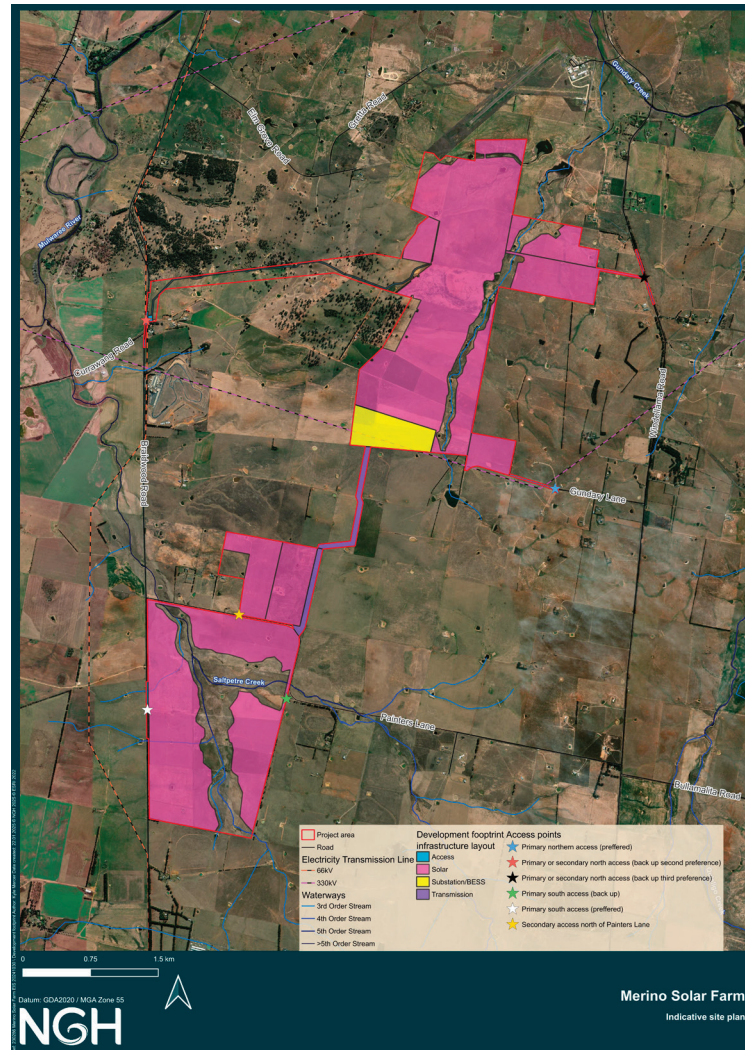 Gundary Creek
Gretta Road
Elm Grove Road
Mulwaree River
Currawang Road
Windellama Road
Braidwood Road
Gundary Lane
Saltpetre Creek
Painters Lane
Bullamalita Road
Project area
Road
Electricity Transmission Line
66kV
330kV
Waterways
3rd Order Stream
4th Order Stream
5th Order Stream
>5th Order Stream
Development fooptrint
infrastructure layout
Access
Solar
Substation/BESS
Transmission
Access points
Primary northern access (preffered)
Primary or secondary north access (back up second preference)
Primary or secondary north access (back up third preference)
Primary south access (back up)
Primary south access (preffered)
Secondary access north of Painters Lane
0 0.75 1.5 km
Datum: GDA2020 / MGA Zone 55
NGH
Merino Solar Farm
Indicative site plan